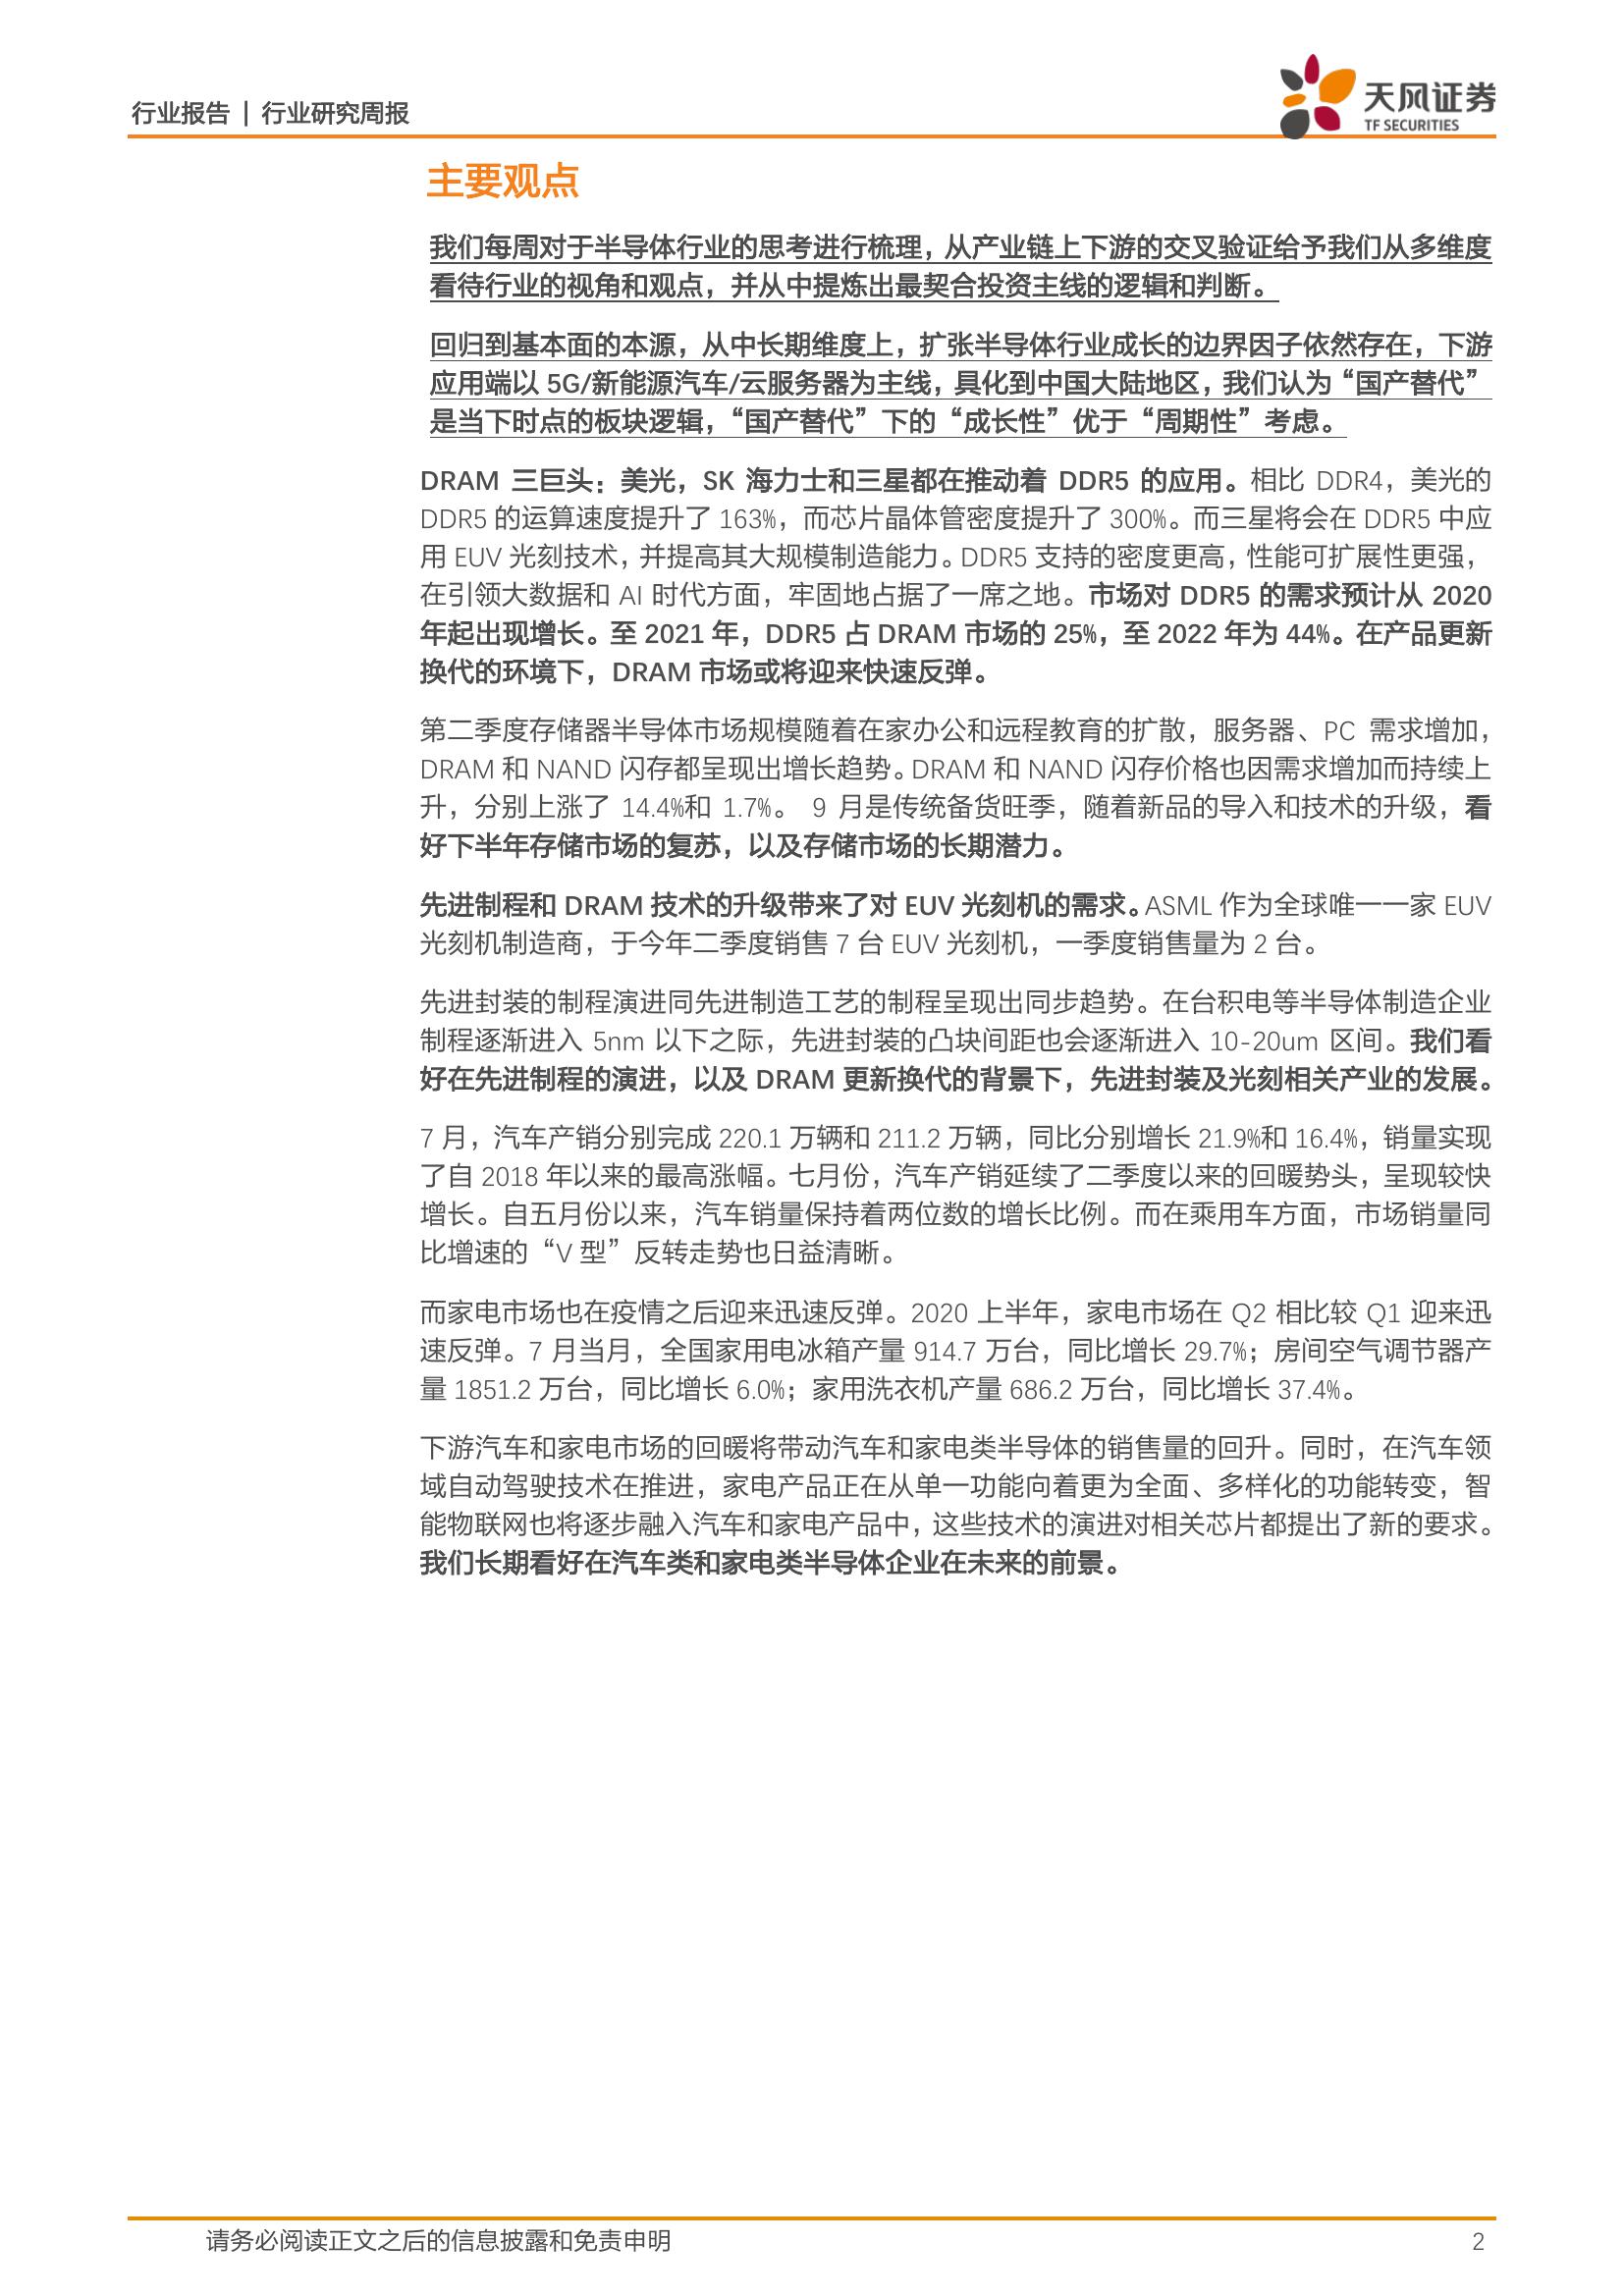 行业报告 | 行业研究周报
天风证券
TF SECURITIES
主要观点
我们每周对于半导体行业的思考进行梳理，从产业链上下游的交叉验证给予我们从多维度
看待行业的视角和观点，并从中提炼出最契合投资主线的逻辑和判断。
回归到基本面的本源，从中长期维度上，扩张半导体行业成长的边界因子依然存在，下游
应用端以 5G/新能源汽车/云服务器为主线，具化到中国大陆地区，我们认为“国产替代”
是当下时点的板块逻辑，“国产替代”下的“成长性”优于“周期性”考虑。
DRAM 三巨头：美光，SK 海力士和三星都在推动着 DDR5 的应用。相比 DDR4，美光的
DDR5 的运算速度提升了 163%，而芯片晶体管密度提升了 300%。而三星将会在 DDR5 中应
用 EUV 光刻技术，并提高其大规模制造能力。DDR5 支持的密度更高，性能可扩展性更强，
在引领大数据和 AI 时代方面，牢固地占据了一席之地。市场对 DDR5 的需求预计从 2020
年起出现增长。至 2021 年，DDR5 占 DRAM 市场的 25%，至 2022 年为 44%。在产品更新
换代的环境下，DRAM 市场或将迎来快速反弹。
第二季度存储器半导体市场规模随着在家办公和远程教育的扩散，服务器、PC 需求增加，
DRAM 和 NAND 闪存都呈现出增长趋势。DRAM 和 NAND 闪存价格也因需求增加而持续上
升，分别上涨了 14.4%和 1.7%。 9 月是传统备货旺季，随着新品的导入和技术的升级，看
好下半年存储市场的复苏，以及存储市场的长期潜力。
先进制程和 DRAM 技术的升级带来了对 EUV 光刻机的需求。ASML 作为全球唯一一家 EUV
光刻机制造商，于今年二季度销售 7 台 EUV 光刻机，一季度销售量为 2 台。
先进封装的制程演进同先进制造工艺的制程呈现出同步趋势。在台积电等半导体制造企业
制程逐渐进入 5nm 以下之际，先进封装的凸块间距也会逐渐进入 10-20um 区间。我们看
好在先进制程的演进，以及 DRAM 更新换代的背景下，先进封装及光刻相关产业的发展。
7 月，汽车产销分别完成 220.1 万辆和 211.2 万辆，同比分别增长 21.9%和 16.4%，销量实现
了自 2018 年以来的最高涨幅。七月份，汽车产销延续了二季度以来的回暖势头，呈现较快
增长。自五月份以来，汽车销量保持着两位数的增长比例。而在乘用车方面，市场销量同
比增速的“V 型”反转走势也日益清晰。
而家电市场也在疫情之后迎来迅速反弹。2020 上半年，家电市场在 Q2 相比较 Q1 迎来迅
速反弹。7 月当月，全国家用电冰箱产量 914.7 万台，同比增长 29.7%；房间空气调节器产
量 1851.2 万台，同比增长 6.0%；家用洗衣机产量 686.2 万台，同比增长 37.4%。
下游汽车和家电市场的回暖将带动汽车和家电类半导体的销售量的回升。同时，在汽车领
域自动驾驶技术在推进，家电产品正在从单一功能向着更为全面、多样化的功能转变，智
能物联网也将逐步融入汽车和家电产品中，这些技术的演进对相关芯片都提出了新的要求。
我们长期看好在汽车类和家电类半导体企业在未来的前景。
请务必阅读正文之后的信息披露和免责申明
2